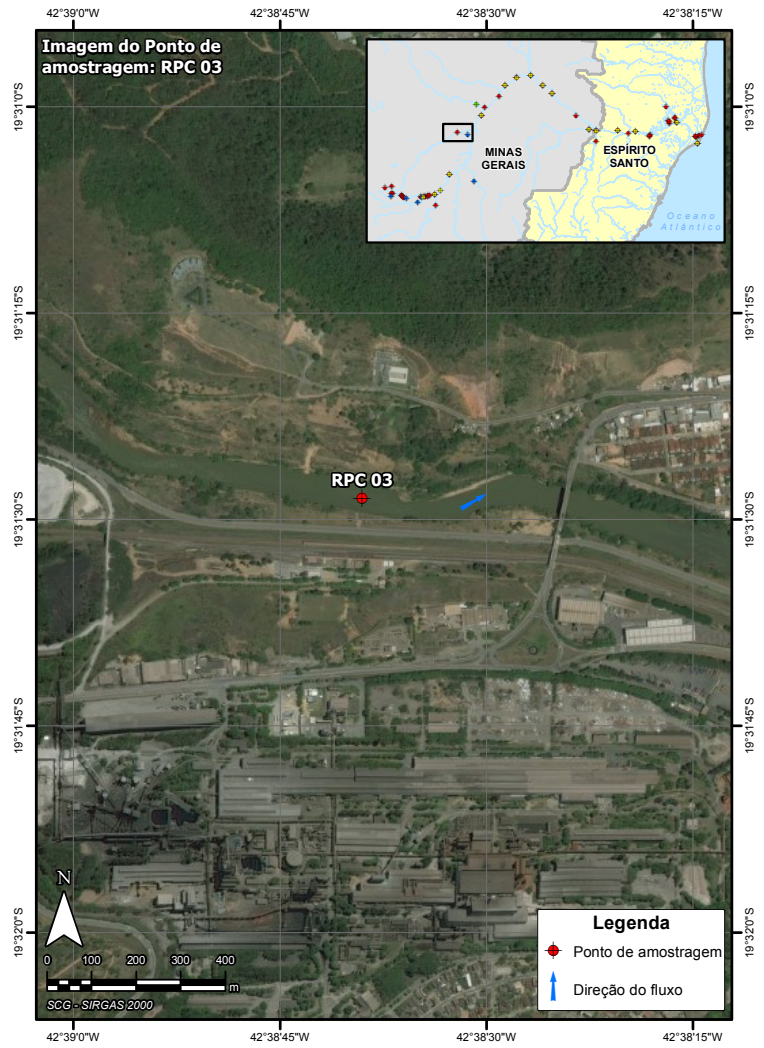 42°39'0"W 42°38'45"W 42°38'30"W 42°38'15"W
Imagem do Ponto de
amostragem: RPC 03
MINAS
GERAIS
ESPÍRITO
SANTO
Oceano
Atlântico
19°31'0"S 19°31'0"S
19°31'15"S 19°31'15"S
RPC 03
19°31'30"S 19°31'30"S
19°31'45"S 19°31'45"S
N
19°32'0"S 19°32'0"S
Legenda
Ponto de amostragem
Direção do fluxo
0 100 200 300 400
m
SCG - SIRGAS 2000
42°39'0"W 42°38'45"W 42°38'30"W 42°38'15"W